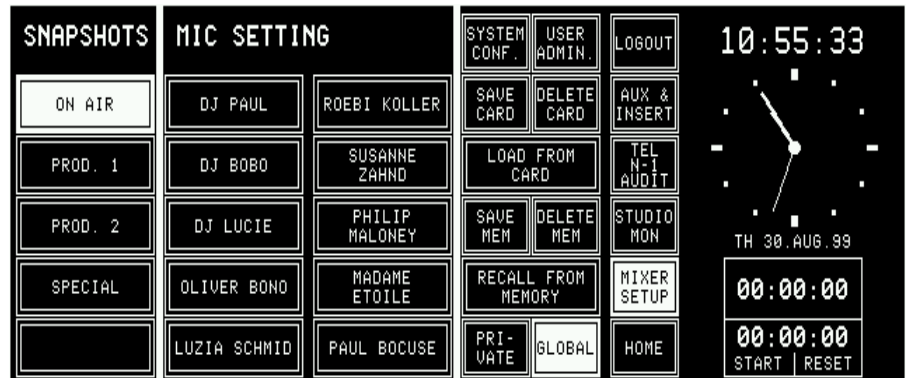 SNAPSHOTS
ON AIR
PROD. 1
PROD. 2
SPECIAL
MIC SETTING
DJ PAUL
ROEBI KOLLER
DJ BOBO
SUSANNE
ZAHND
DJ LUCIE
PHILIP
MALONEY
OLIVER BONO
MADAME
ETOILE
LUZIA SCHMID
PAUL BOCUSE
SYSTEM
CONF.
USER
ADMIN.
LOGOUT
SAVE
CARD
DELETE
CARD
AUX &
INSERT
LOAD FROM
CARD
TEL
N-1
AUDIT
SAVE
MEM
DELETE
MEM
STUDIO
MON
RECALL FROM
MEMORY
MIXER
SETUP
PRI-
VATE
GLOBAL
HOME
10:55:33
TH 30.AUG.99
00:00:00
00:00:00
START | RESET